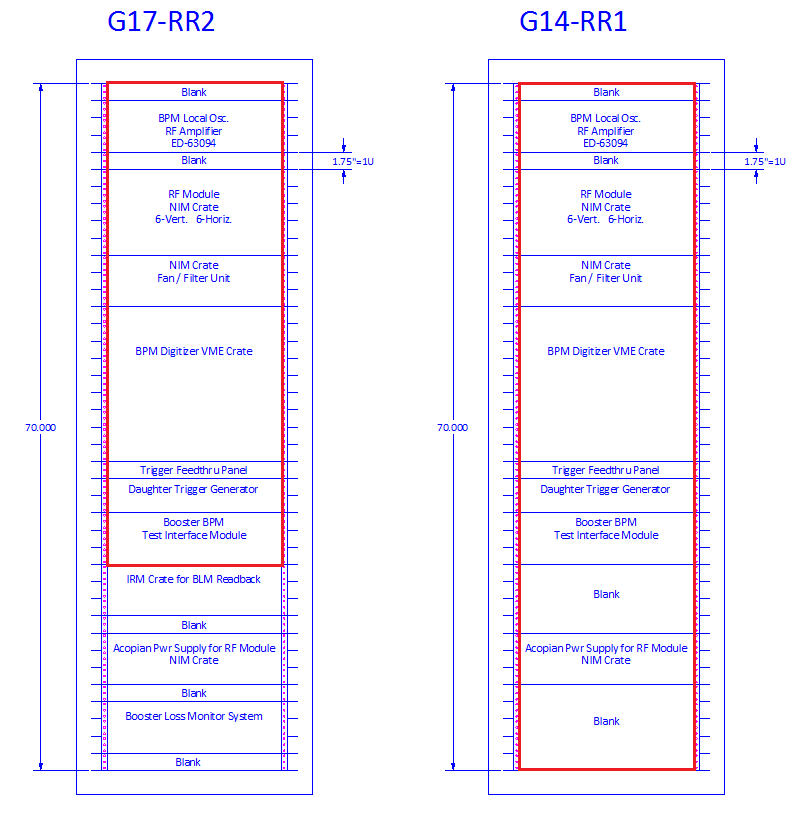 G17-RR2
Blank
BPM Local Osc.
RF Amplifier
ED-63094
Blank
1.75"=1U
RF Module
NIM Crate
6-Vert. 6-Horiz.
NIM Crate
Fan / Filter Unit
BPM Digitizer VME Crate
70.000
Trigger Feedthru Panel
Daughter Trigger Generator
Booster BPM
Test Interface Module
IRM Crate for BLM Readback
Blank
Acopian Pwr Supply for RF Module
NIM Crate
Blank
Booster Loss Monitor System
Blank
G14-RR1
Blank
BPM Local Osc.
RF Amplifier
ED-63094
Blank
1.75"=1U
RF Module
NIM Crate
6-Vert. 6-Horiz.
NIM Crate
Fan / Filter Unit
BPM Digitizer VME Crate
70.000
Trigger Feedthru Panel
Daughter Trigger Generator
Booster BPM
Test Interface Module
Blank
Acopian Pwr Supply for RF Module
NIM Crate
Blank